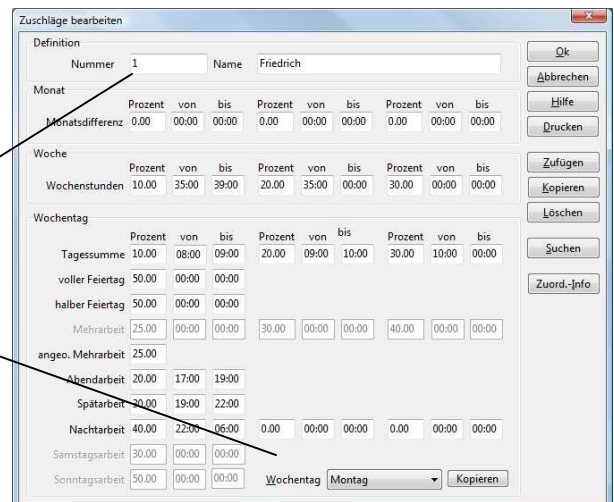 Zuschläge bearbeiten
Definition
Nummer 1 Name Friedrich
Monat
Prozent von bis Prozent von bis Prozent von bis
Monatsdifferenz 0.00 00:00 00:00 0.00 00:00 00:00 0.00 00:00 00:00
Woche
Prozent von bis Prozent von bis Prozent von bis
Wochenstunden 10.00 35:00 39:00 20.00 35:00 00:00 30.00 00:00 00:00
Wochentag
Prozent von bis Prozent von bis Prozent von bis
Tagessumme 10.00 08:00 09:00 20.00 09:00 10:00 30.00 10:00 00:00
voller Feiertag 50.00 00:00 00:00
halber Feiertag 50.00 00:00 00:00
Mehrarbeit 25.00 00:00 00:00 30.00 00:00 00:00 40.00 00:00 00:00
angeo. Mehrarbeit 25.00
Abendarbeit 20.00 17:00 19:00
Spätarbeit 30.00 19:00 22:00
Nachtarbeit 40.00 22:00 06:00 0.00 00:00 00:00 0.00 00:00 00:00
Samstagsarbeit 30.00 00:00 00:00
Sonntagsarbeit 50.00 00:00 00:00 Wochentag Montag Kopieren
Ok
Abbrechen
Hilfe
Drucken
Zufügen
Kopieren
Löschen
Suchen
Zuord.-Info